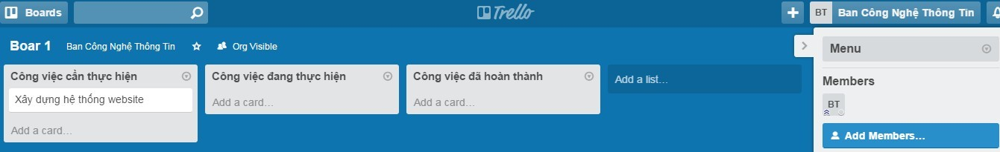 Boards
Trello
BT Ban Công Nghệ Thông Tin
Boar 1 Ban Công Nghệ Thông Tin Org Visible
Công việc cần thực hiện
Xây dựng hệ thống website
Add a card...
Công việc đang thực hiện
Add a card...
Công việc đã hoàn thành
Add a card...
Add a list...
Menu
Members
BT
Add Members...